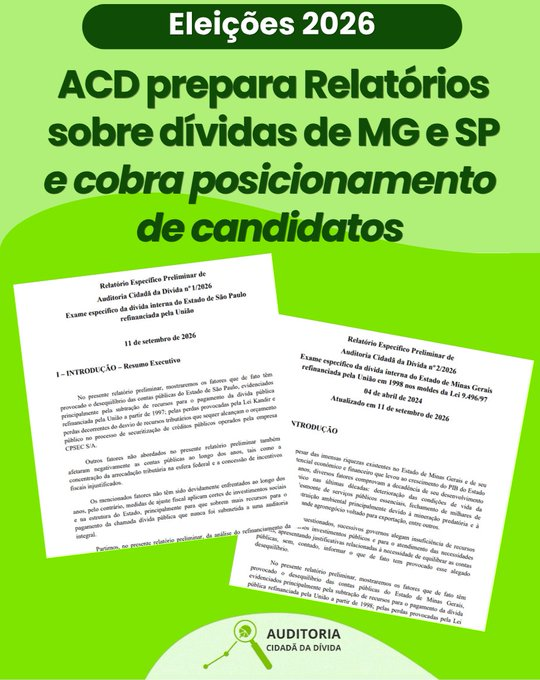 Eleições 2026
ACD prepara Relatórios
sobre dívidas de MG e SP
e cobra posicionamento
de candidatos
Relatório Específico Preliminar de
Auditoria Cidadã da Dívida nº 1/2026
Exame específico da dívida interna do Estado de São Paulo
refinanciada pela União
11 de setembro de 2026
I – INTRODUÇÃO – Resumo Executivo
No presente relatório preliminar, mostraremos os fatores que de fato têm
provocado o desequilíbrio das contas públicas do Estado de São Paulo, evidenciados
principalmente pela subtração de recursos para o pagamento da dívida pública
refinanciada pela União a partir de 1997; pelas perdas provocadas pela Lei Kandir e
perdas decorrentes do desvio de recursos tributários que sequer alcançam o orçamento
público no processo de securitização de créditos públicos operados pela empresa
CPSEC S/A.
Outros fatores não abordados no presente relatório preliminar também
afetaram negativamente as contas públicas ao longo dos anos, tais como a
concentração da arrecadação tributária na esfera federal e a concessão de incentivos
fiscais injustificados.
Os mencionados fatores não têm sido devidamente enfrentados ao longo dos
anos, pelo contrário, medidas de ajuste fiscal aplicam cortes de investimentos sociais
e na estrutura do Estado, principalmente para que sobrem mais recursos para o
pagamento da chamada dívida pública que nunca foi submetida a uma auditoria
integral.
Partimos, no presente relatório preliminar, da análise do refinanciamento da
Relatório Específico Preliminar de
Auditoria Cidadã da Dívida nº 2/2026
Exame específico da dívida interna do Estado de Minas Gerais
refinanciada pela União em 1998 nos moldes da Lei 9.496/97
04 de abril de 2024
Atualizado em 11 de setembro de 2026
NTRODUÇÃO
pesar das imensas riquezas existentes no Estado de Minas Gerais e de seu
tencial econômico e financeiro que levou ao crescimento do PIB do Estado
anos, diversos fatores comprovam a decadência de seu desenvolvimento
mico nas últimas décadas: deterioração das condições de vida da
de serviços públicos essenciais, fechamento de milhares de
ambiental principalmente devido à mineração predatória e à
agronegócio voltado para exportação, entre outros.
questionados, sucessivos governos alegam insuficiência de recursos
investimentos públicos e para o atendimento das necessidades
apresentando justificativas relacionadas à necessidade de equilibrar as contas
públicas, sem, contudo, informar o que de fato tem provocado esse alegado
desequilíbrio.
No presente relatório preliminar, mostraremos os fatores que de fato têm
provocado o desequilíbrio das contas públicas do Estado de Minas Gerais,
evidenciados principalmente pela subtração de recursos para o pagamento da dívida
pública refinanciada pela União a partir de 1998; pelas perdas provocadas pela Lei
AUDITORIA
CIDADÃ DA DÍVIDA